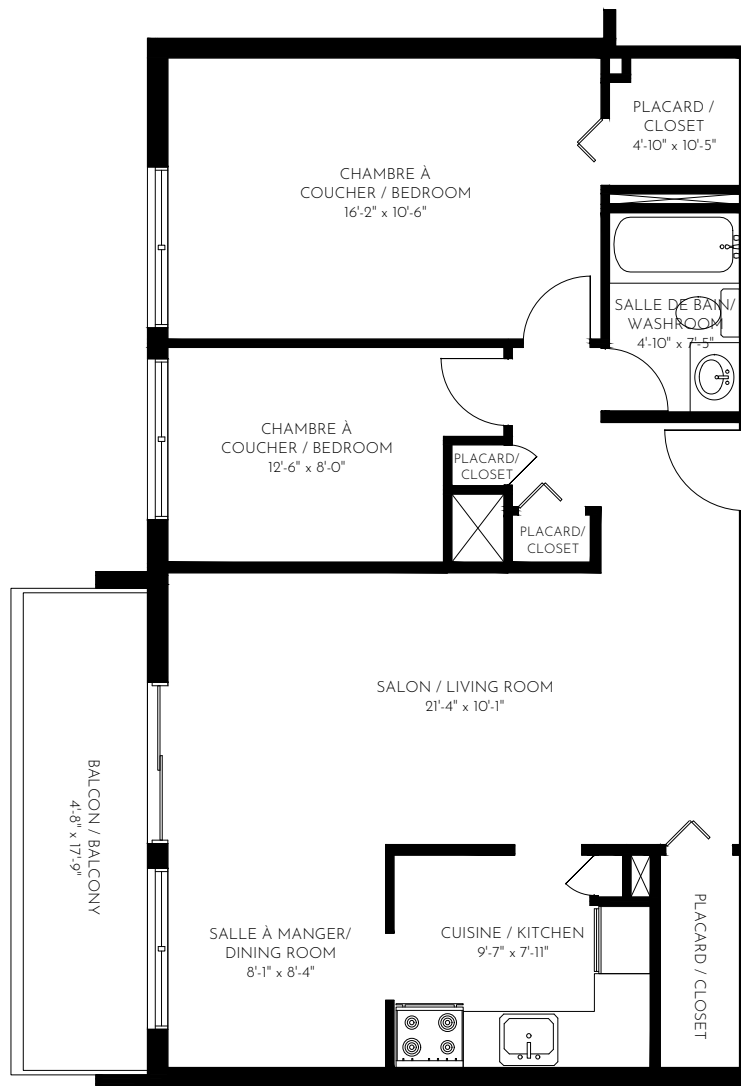 PLACARD /
CLOSET
4'-10" x 10'-5"
CHAMBRE À
COUCHER / BEDROOM
16'-2" x 10'-6"
SALLE DE BAIN/
WASHROOM
4'-10" x 7'-5"
CHAMBRE À
COUCHER / BEDROOM
12'-6" x 8'-0"
PLACARD/
CLOSET
PLACARD/
CLOSET
SALON / LIVING ROOM
21'-4" x 10'-1"
BALCON / BALCONY
4'-8" x 17'-9"
SALLE À MANGER/
DINING ROOM
8'-1" x 8'-4"
CUISINE / KITCHEN
9'-7" x 7'-11"
PLACARD / CLOSET